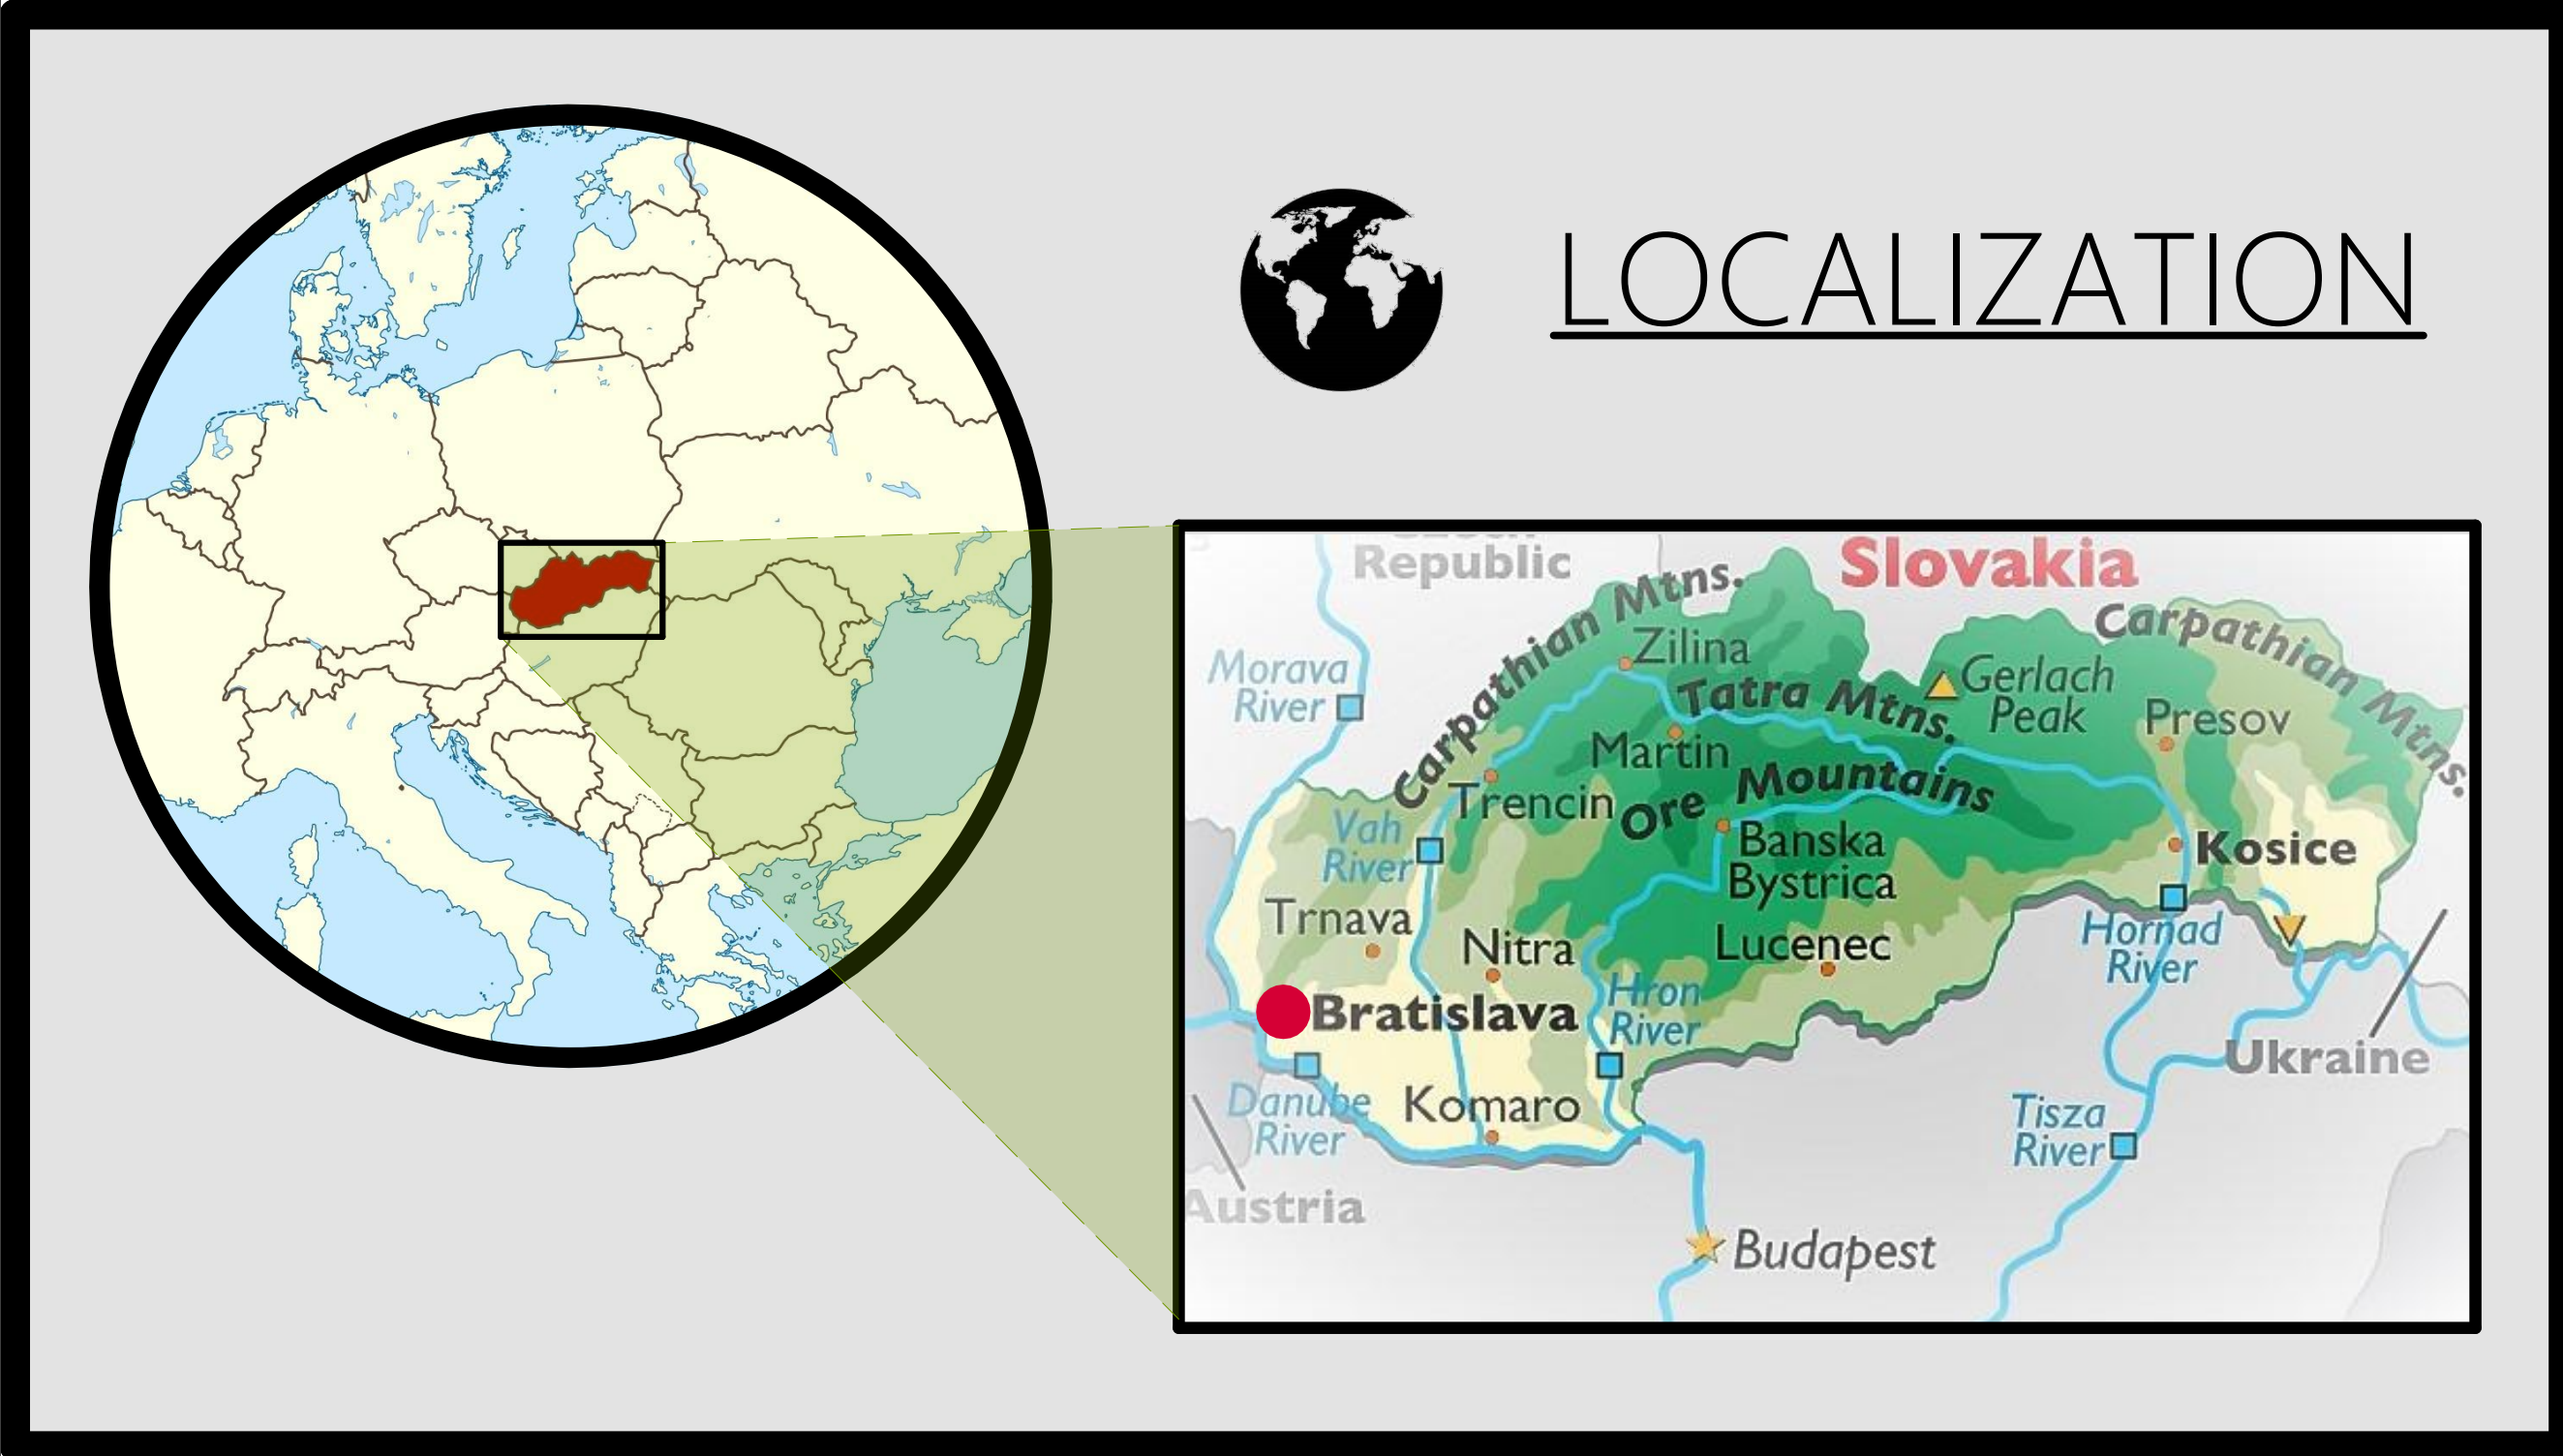 LOCALIZATION
Republic
Slovakia
Carpathian Mtns.
Carpathian Mtns.
Zilina
Morava
River
Gerlach
Peak
Tatra Mtns.
Presov
Martin
Ore Mountains
Trencin
Vah
River
Banska
Bystrica
Kosice
Trnava
Nitra
Lucenec
Hornad
River
Hron
River
Bratislava
Ukraine
Danube
River
Komaro
Tisza
River
Austria
Budapest